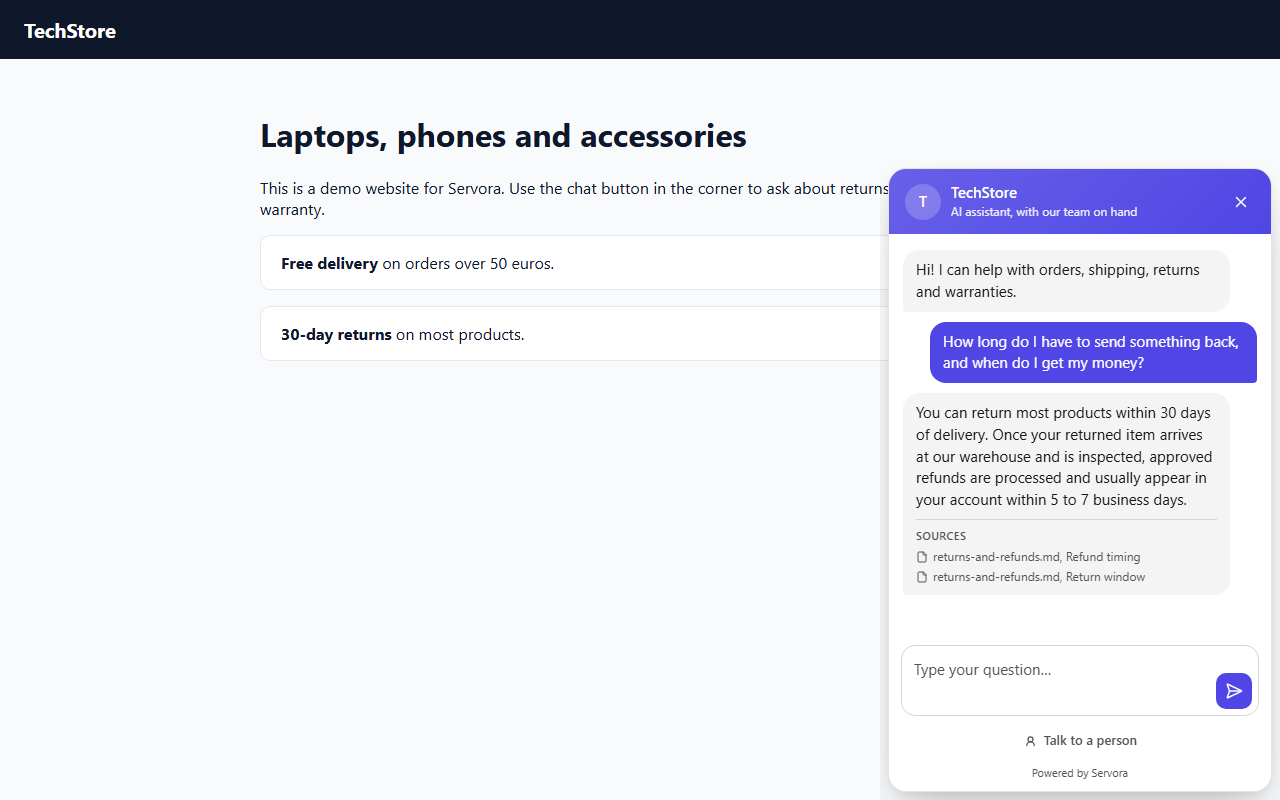 TechStore
Laptops, phones and accessories
This is a demo website for Servora. Use the chat button in the corner to ask about returns
warranty.
Free delivery on orders over 50 euros.
30-day returns on most products.
T
TechStore
AI assistant, with our team on hand
Hi! I can help with orders, shipping, returns
and warranties.
How long do I have to send something back,
and when do I get my money?
You can return most products within 30 days
of delivery. Once your returned item arrives
at our warehouse and is inspected, approved
refunds are processed and usually appear in
your account within 5 to 7 business days.
SOURCES
returns-and-refunds.md, Refund timing
returns-and-refunds.md, Return window
Type your question...
Talk to a person
Powered by Servora